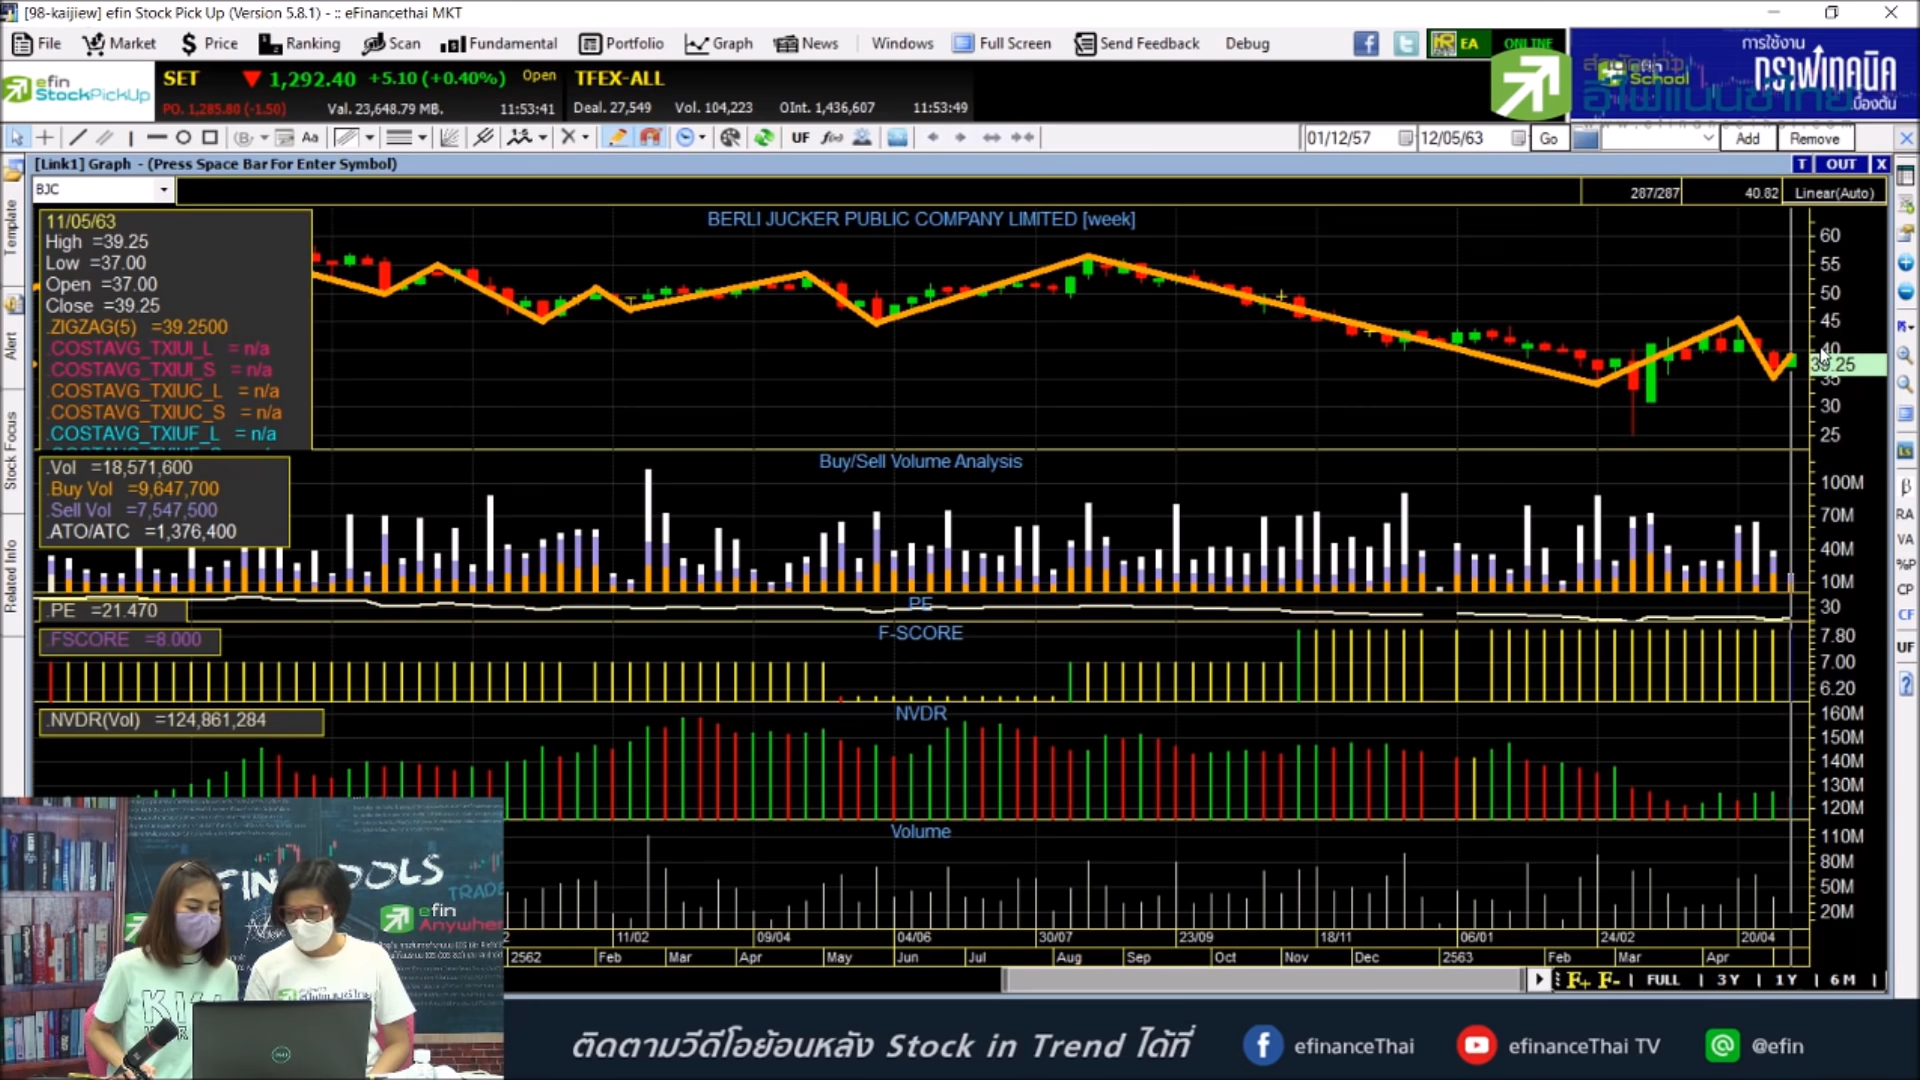 [98-kaijiew] efin Stock Pick Up (Version 5.8.1) - :: eFinanceThai MKT
File Market $ Price Ranking Scan Fundamental Portfolio Graph News Windows Full Screen Send Feedback Debug
EA ONLINE
การใช้งาน
กราฟเทคนิค
เบื้องต้น
efin School
efin StockPickUp
SET 1,292.40 +5.10 (+0.40%) Open TFEX-ALL
PO. 1,285.80 (-1.50) Val. 23,648.79 MB. 11:53:41 Deal. 27,549 Vol. 104,223 OInt. 1,436,607 11:53:49
Aa UF f(x) 01/12/57 12/05/63 Go Add Remove
[Link1] Graph - (Press Space Bar For Enter Symbol) T OUT X
BJC 287/287 40.82 Linear(Auto)
Template
Alert
Stock Focus
Related Info
BERLI JUCKER PUBLIC COMPANY LIMITED [week]
11/05/63
High =39.25
Low =37.00
Open =37.00
Close =39.25
.ZIGZAG(5) =39.2500
.COSTAVG_TXIUI_L = n/a
.COSTAVG_TXIUI_S = n/a
.COSTAVG_TXIUC_L = n/a
.COSTAVG_TXIUC_S = n/a
.COSTAVG_TXIUF_L = n/a
60
55
50
45
40
39.25
35
30
25
Buy/Sell Volume Analysis
.Vol =18,571,600
.Buy Vol =9,647,700
.Sell Vol =7,547,500
.ATO/ATC =1,376,400
100M
70M
40M
10M
PE
.PE =21.470
30
F-SCORE
.FSCORE =8.000
7.80
7.00
6.20
NVDR
.NVDR(Vol) =124,861,284
160M
150M
140M
130M
120M
Volume
110M
80M
50M
20M
β
RA
VA
%P
CP
CF
UF
?
11/02 09/04 04/06 30/07 23/09 18/11 06/01 24/02 20/04
2562 Feb Mar Apr May Jun Jul Aug Sep Oct Nov Dec 2563 Feb Mar Apr
F+ F- | FULL | 3 Y | 1 Y | 6 M |
TRADE
efin
Anywhere
ติดตามวีดีโอย้อนหลัง Stock in Trend ได้ที่ efinanceThai efinanceThai TV @efin